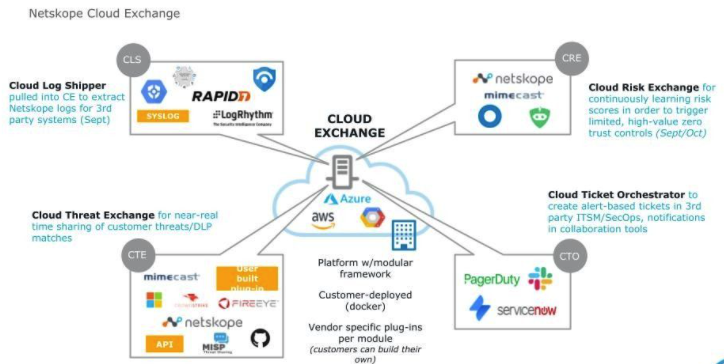 Netskope Cloud Exchange
CLS
Cloud Log Shipper
pulled into CE to extract
Netskope logs for 3rd
party systems (Sept)
SYSLOG
RAPID7
LogRhythm
The Security Intelligence Company
CLOUD
EXCHANGE
Azure
aws
CRE
netskope
mimecast
Cloud Risk Exchange for
continuously learning risk
scores in order to trigger
limited, high-value zero
trust controls (Sept/Oct)
Cloud Threat Exchange for near-real
time sharing of customer threats/DLP
matches
CTE
mimecast
User
built
plug-in
FIREEYE
netskope
API
MISP
Threat Sharing
Platform w/modular
framework
Customer-deployed
(docker)
Vendor specific plug-ins
per module
(customers can build their
own)
Cloud Ticket Orchestrator to
create alert-based tickets in 3rd
party ITSM/SecOps, notifications
in collaboration tools
CTO
PagerDuty
servicenow